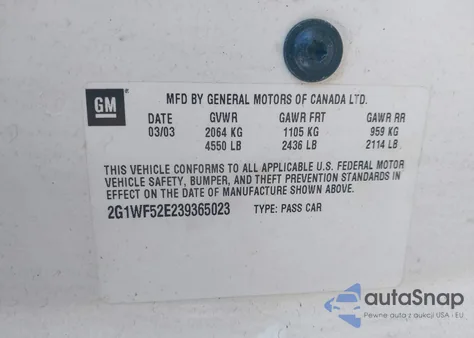 GM
MFD BY GENERAL MOTORS OF CANADA LTD.
DATE GVWR GAWR FRT GAWR RR
03/03 2064 KG 1105 KG 959 KG
4550 LB 2436 LB 2114 LB
THIS VEHICLE CONFORMS TO ALL APPLICABLE U.S. FEDERAL MOTOR
VEHICLE SAFETY, BUMPER, AND THEFT PREVENTION STANDARDS IN
EFFECT ON THE DATE OF MANUFACTURE SHOWN ABOVE.
2G1WF52E239365023 TYPE: PASS CAR
autoSnap
Pewne auta z aukcji USA - EU